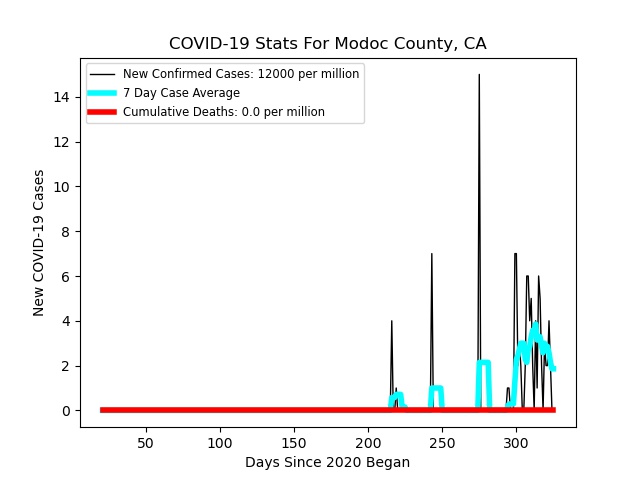 COVID-19 Stats For Modoc County, CA
New Confirmed Cases: 12000 per million
7 Day Case Average
Cumulative Deaths: 0.0 per million
New COVID-19 Cases
14
12
10
8
6
4
2
0
50 100 150 200 250 300
Days Since 2020 Began